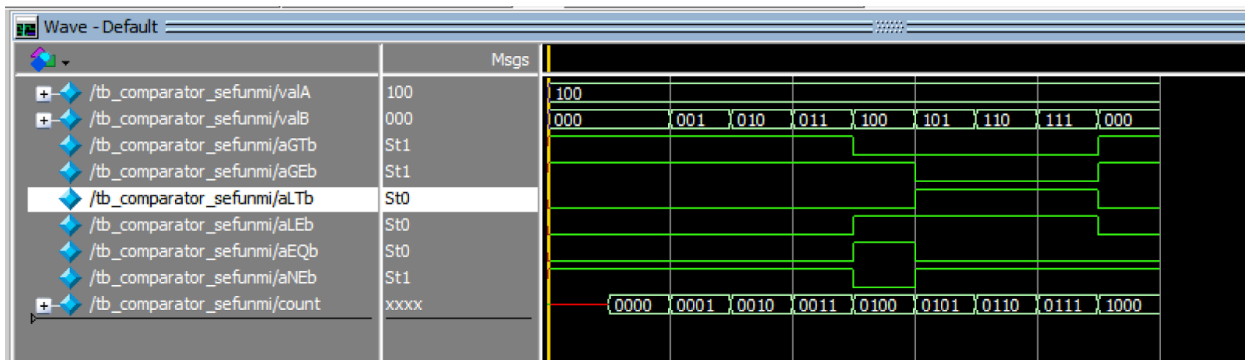 Wave - Default
Msgs
/tb_comparator_sefunmi/valA 100 100
/tb_comparator_sefunmi/valB 000 000 001 010 011 100 101 110 111 000
/tb_comparator_sefunmi/aGTb St1
/tb_comparator_sefunmi/aGEb St1
/tb_comparator_sefunmi/aLTb St0
/tb_comparator_sefunmi/aLEb St0
/tb_comparator_sefunmi/aEQb St0
/tb_comparator_sefunmi/aNEb St1
/tb_comparator_sefunmi/count xxxx 0000 0001 0010 0011 0100 0101 0110 0111 1000